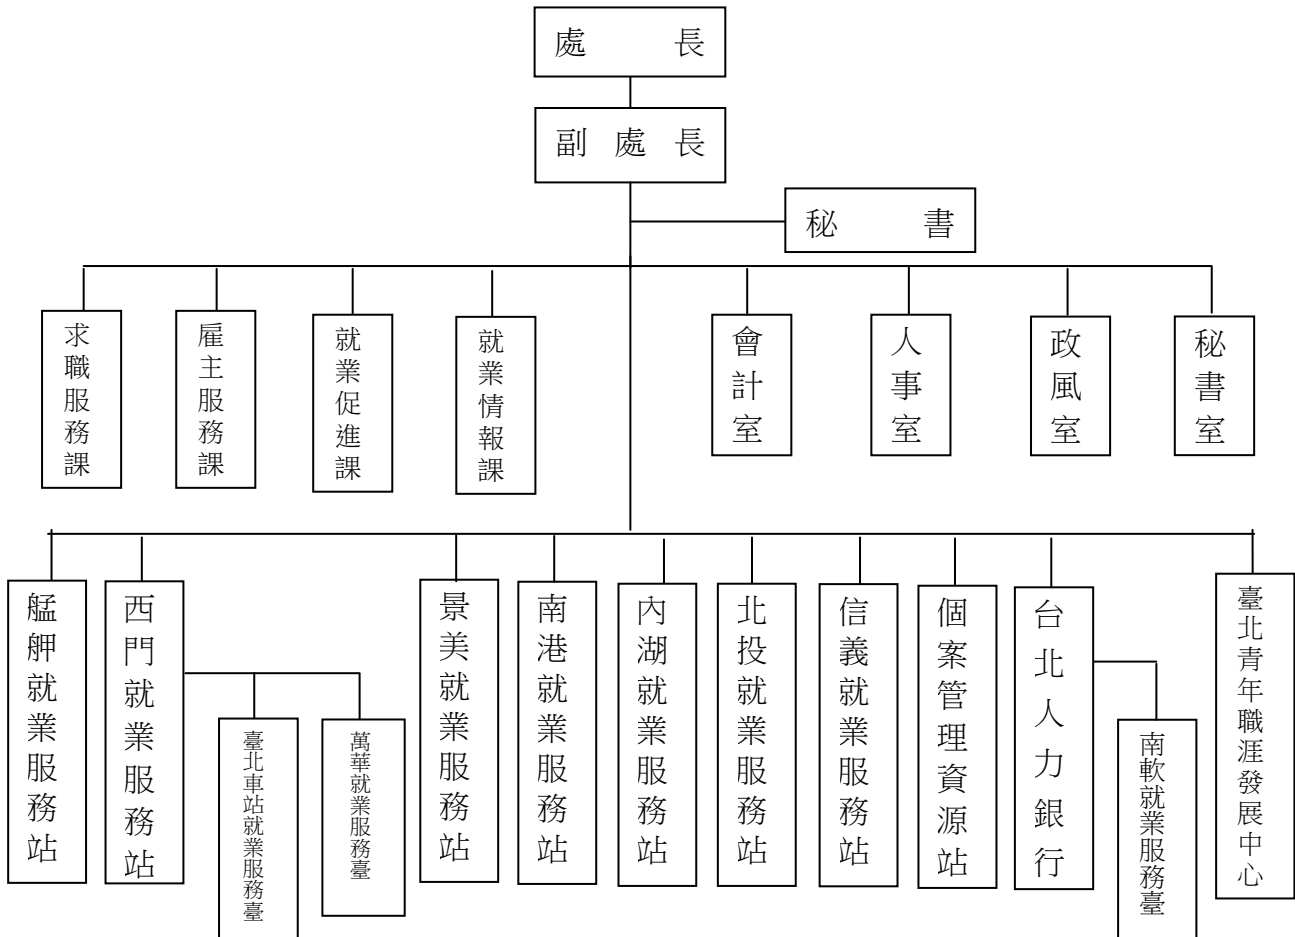 處長
副處長
秘書
求職服務課
雇主服務課
就業促進課
就業情報課
會計室
人事室
政風室
秘書室
艋舺就業服務站
西門就業服務站
臺北車站就業服務臺
萬華就業服務臺
景美就業服務站
南港就業服務站
內湖就業服務站
北投就業服務站
信義就業服務站
個案管理資源站
台北人力銀行
南軟就業服務臺
臺北青年職涯發展中心